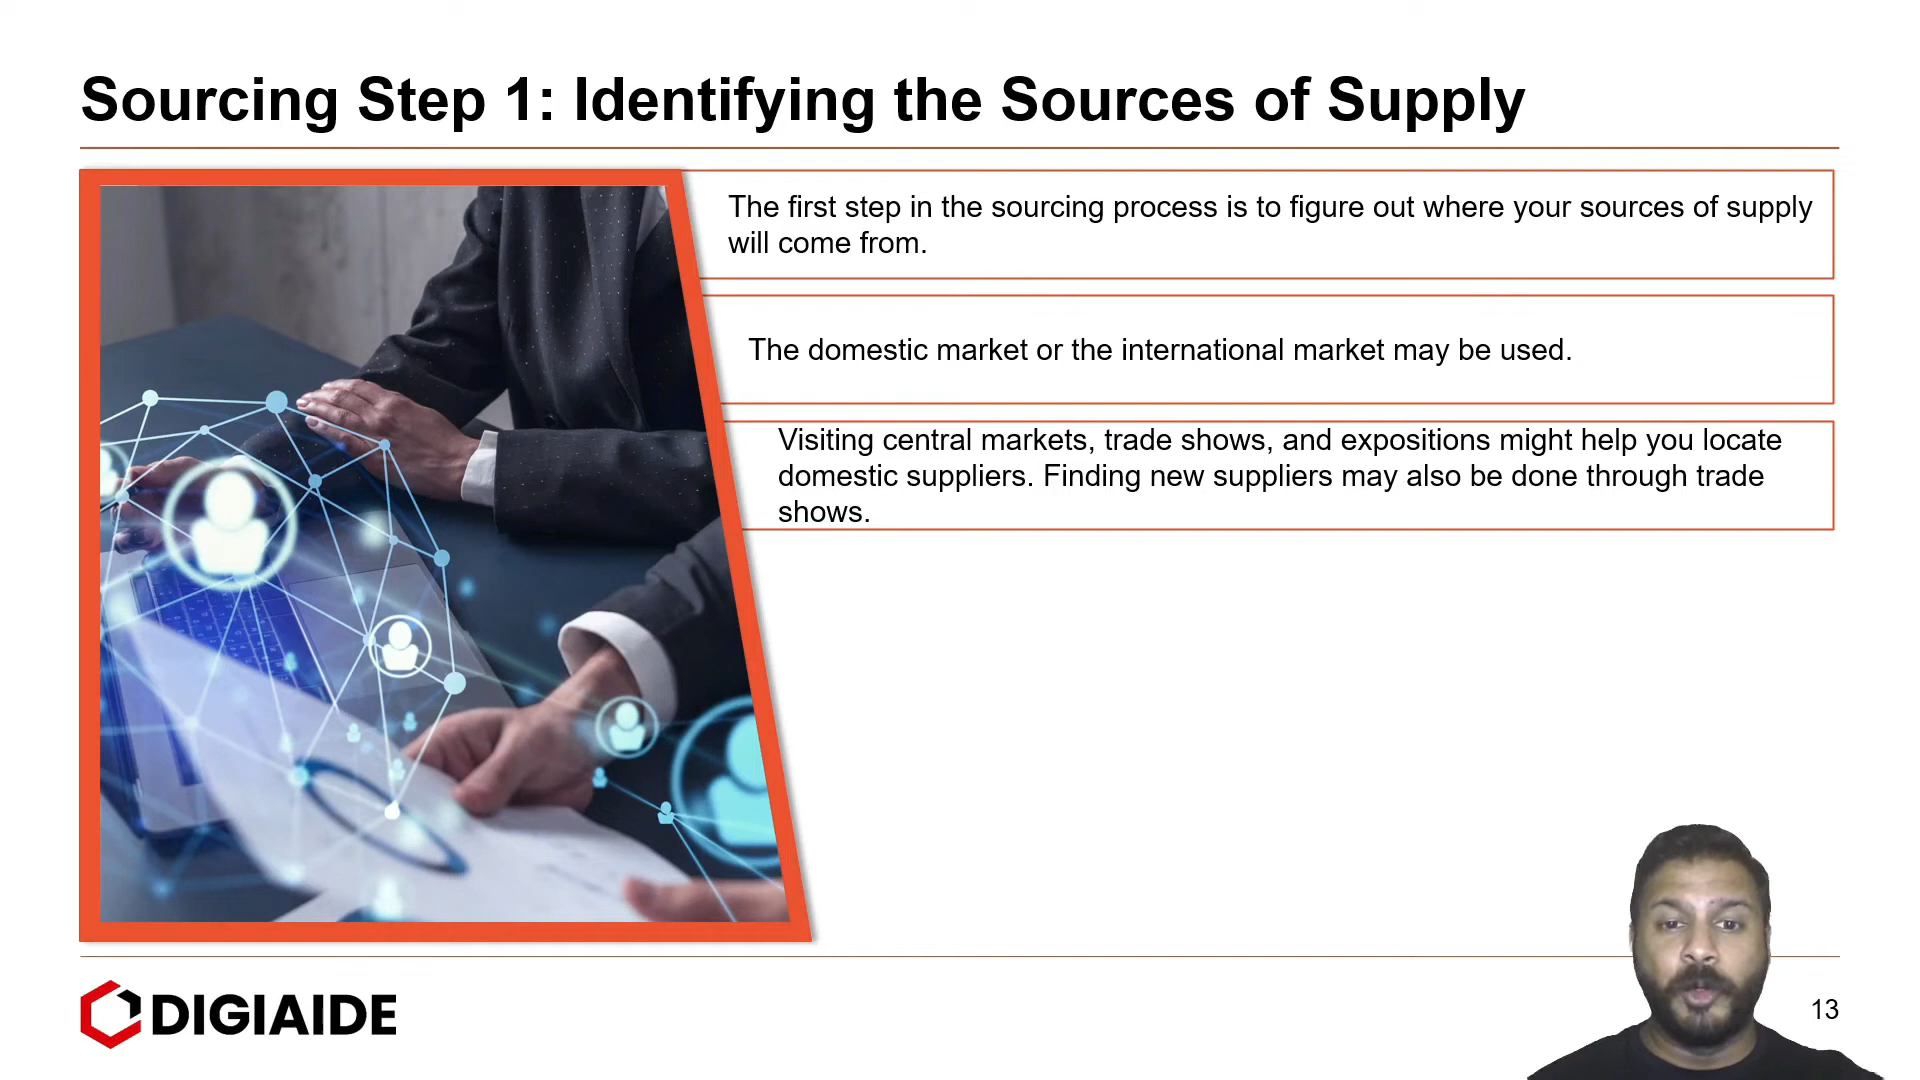 Sourcing Step 1: Identifying the Sources of Supply
The first step in the sourcing process is to figure out where your sources of supply
will come from.
The domestic market or the international market may be used.
Visiting central markets, trade shows, and expositions might help you locate
domestic suppliers. Finding new suppliers may also be done through trade
shows.
DIGIAIDE
13